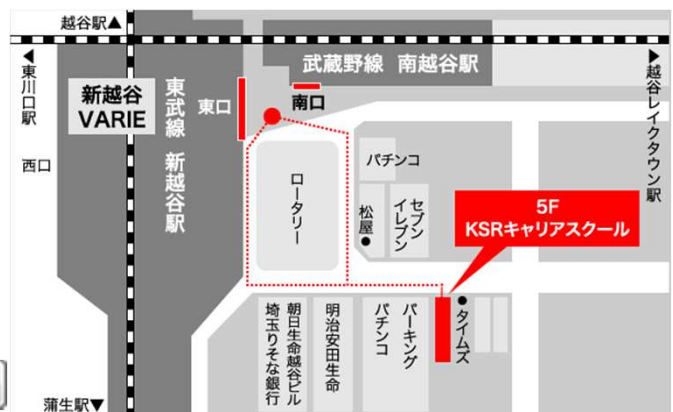 越谷駅▲
武蔵野線 南越谷駅
◀東川口駅
▶越谷レイクタウン駅
新越谷
VARIE
東武線 新越谷駅
東口
南口
西口
パチンコ
ロータリー
松屋●
セブン
イレブン
5F
KSRキャリアスクール
朝日生命越谷ビル
埼玉りそな銀行
明治安田生命
パーキング
パチンコ
●タイムズ
蒲生駅▼